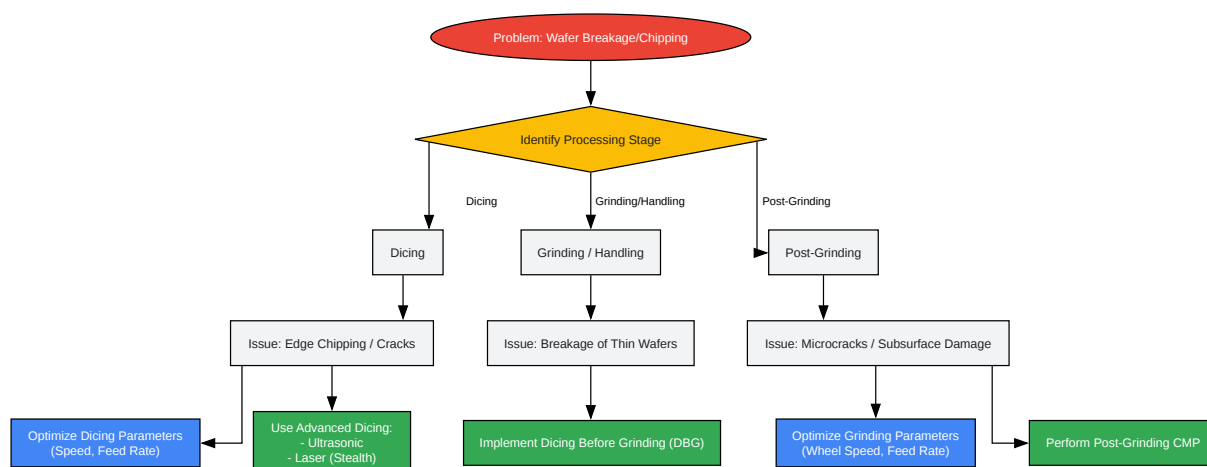 Problem: Wafer Breakage/Chipping
Identify Processing Stage
Dicing
Grinding/Handling
Post-Grinding
Dicing
Grinding / Handling
Post-Grinding
Issue: Edge Chipping / Cracks
Issue: Breakage of Thin Wafers
Issue: Microcracks / Subsurface Damage
Optimize Dicing Parameters
(Speed, Feed Rate)
Use Advanced Dicing:
- Ultrasonic
- Laser (Stealth)
Implement Dicing Before Grinding (DBG)
Optimize Grinding Parameters
(Wheel Speed, Feed Rate)
Perform Post-Grinding CMP